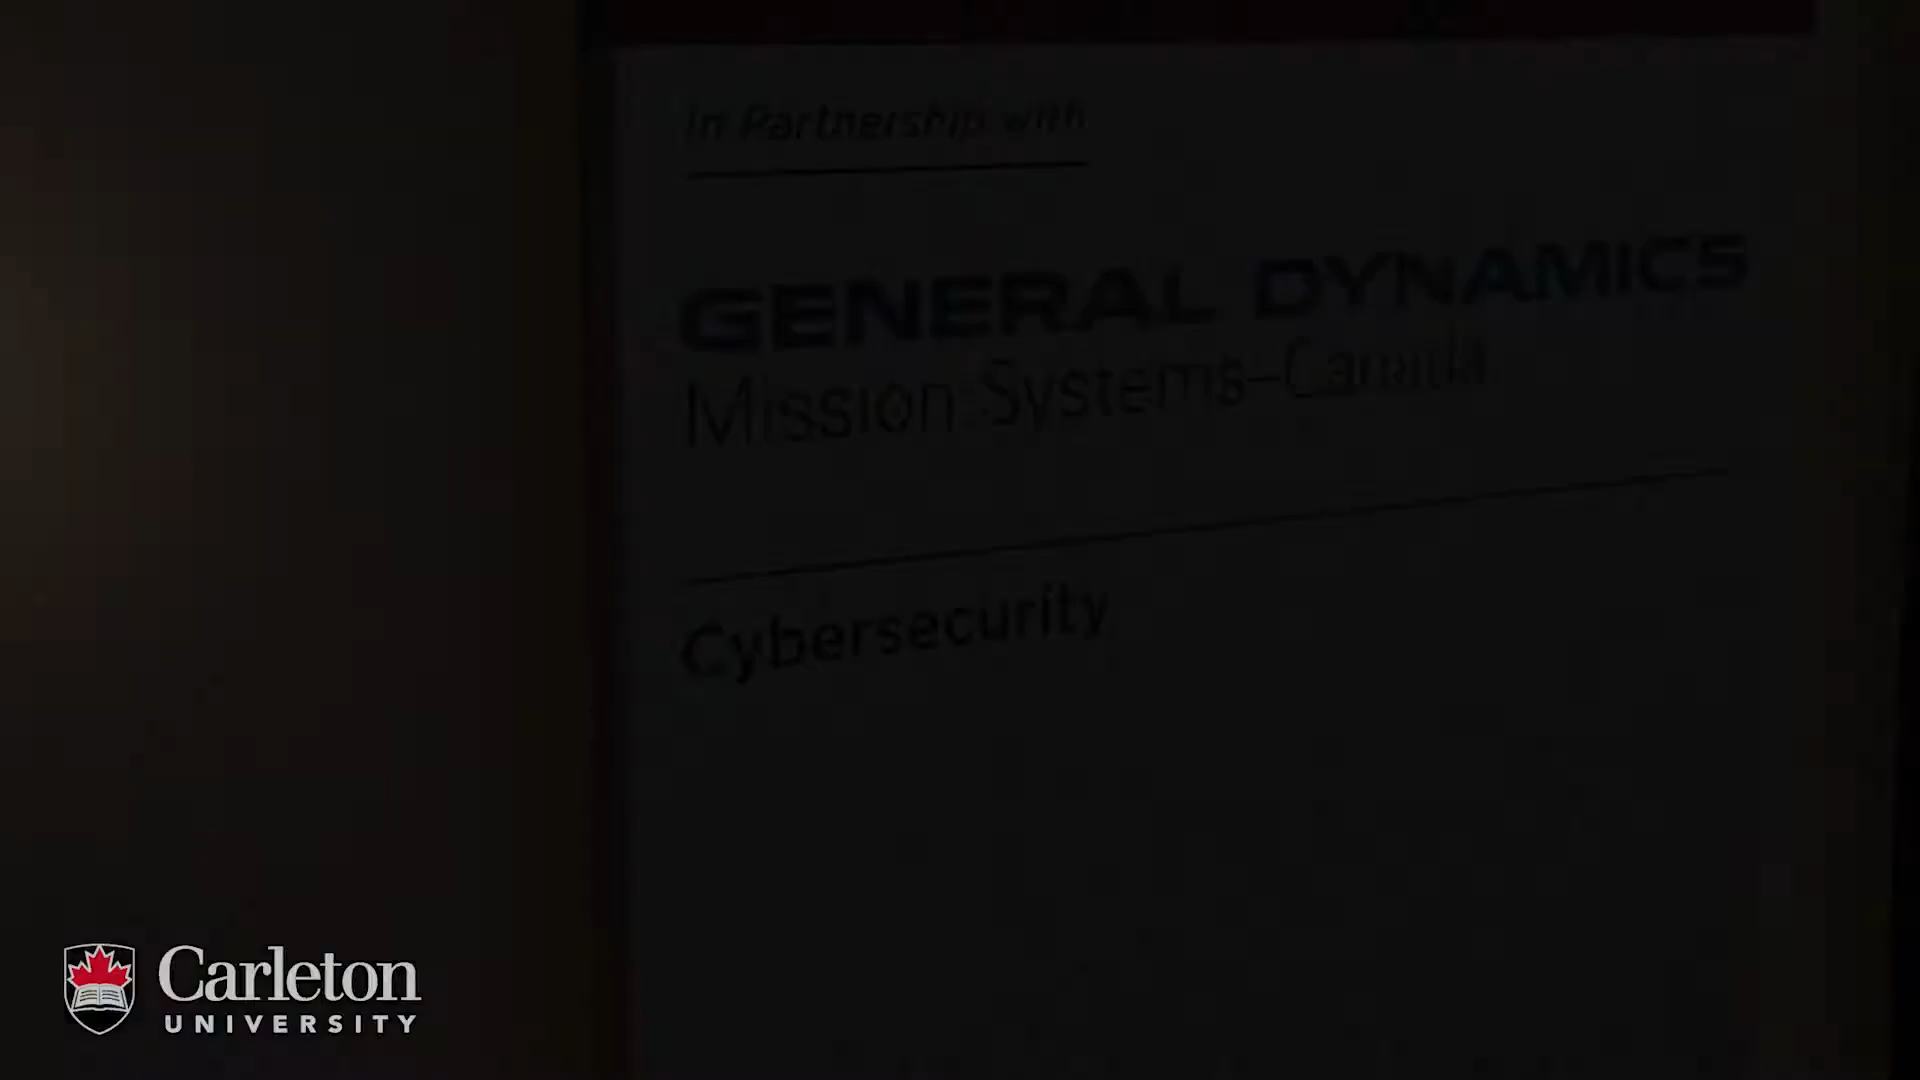 In Partnership with
GENERAL DYNAMICS
Mission Systems–Canada
Cybersecurity
Carleton
UNIVERSITY